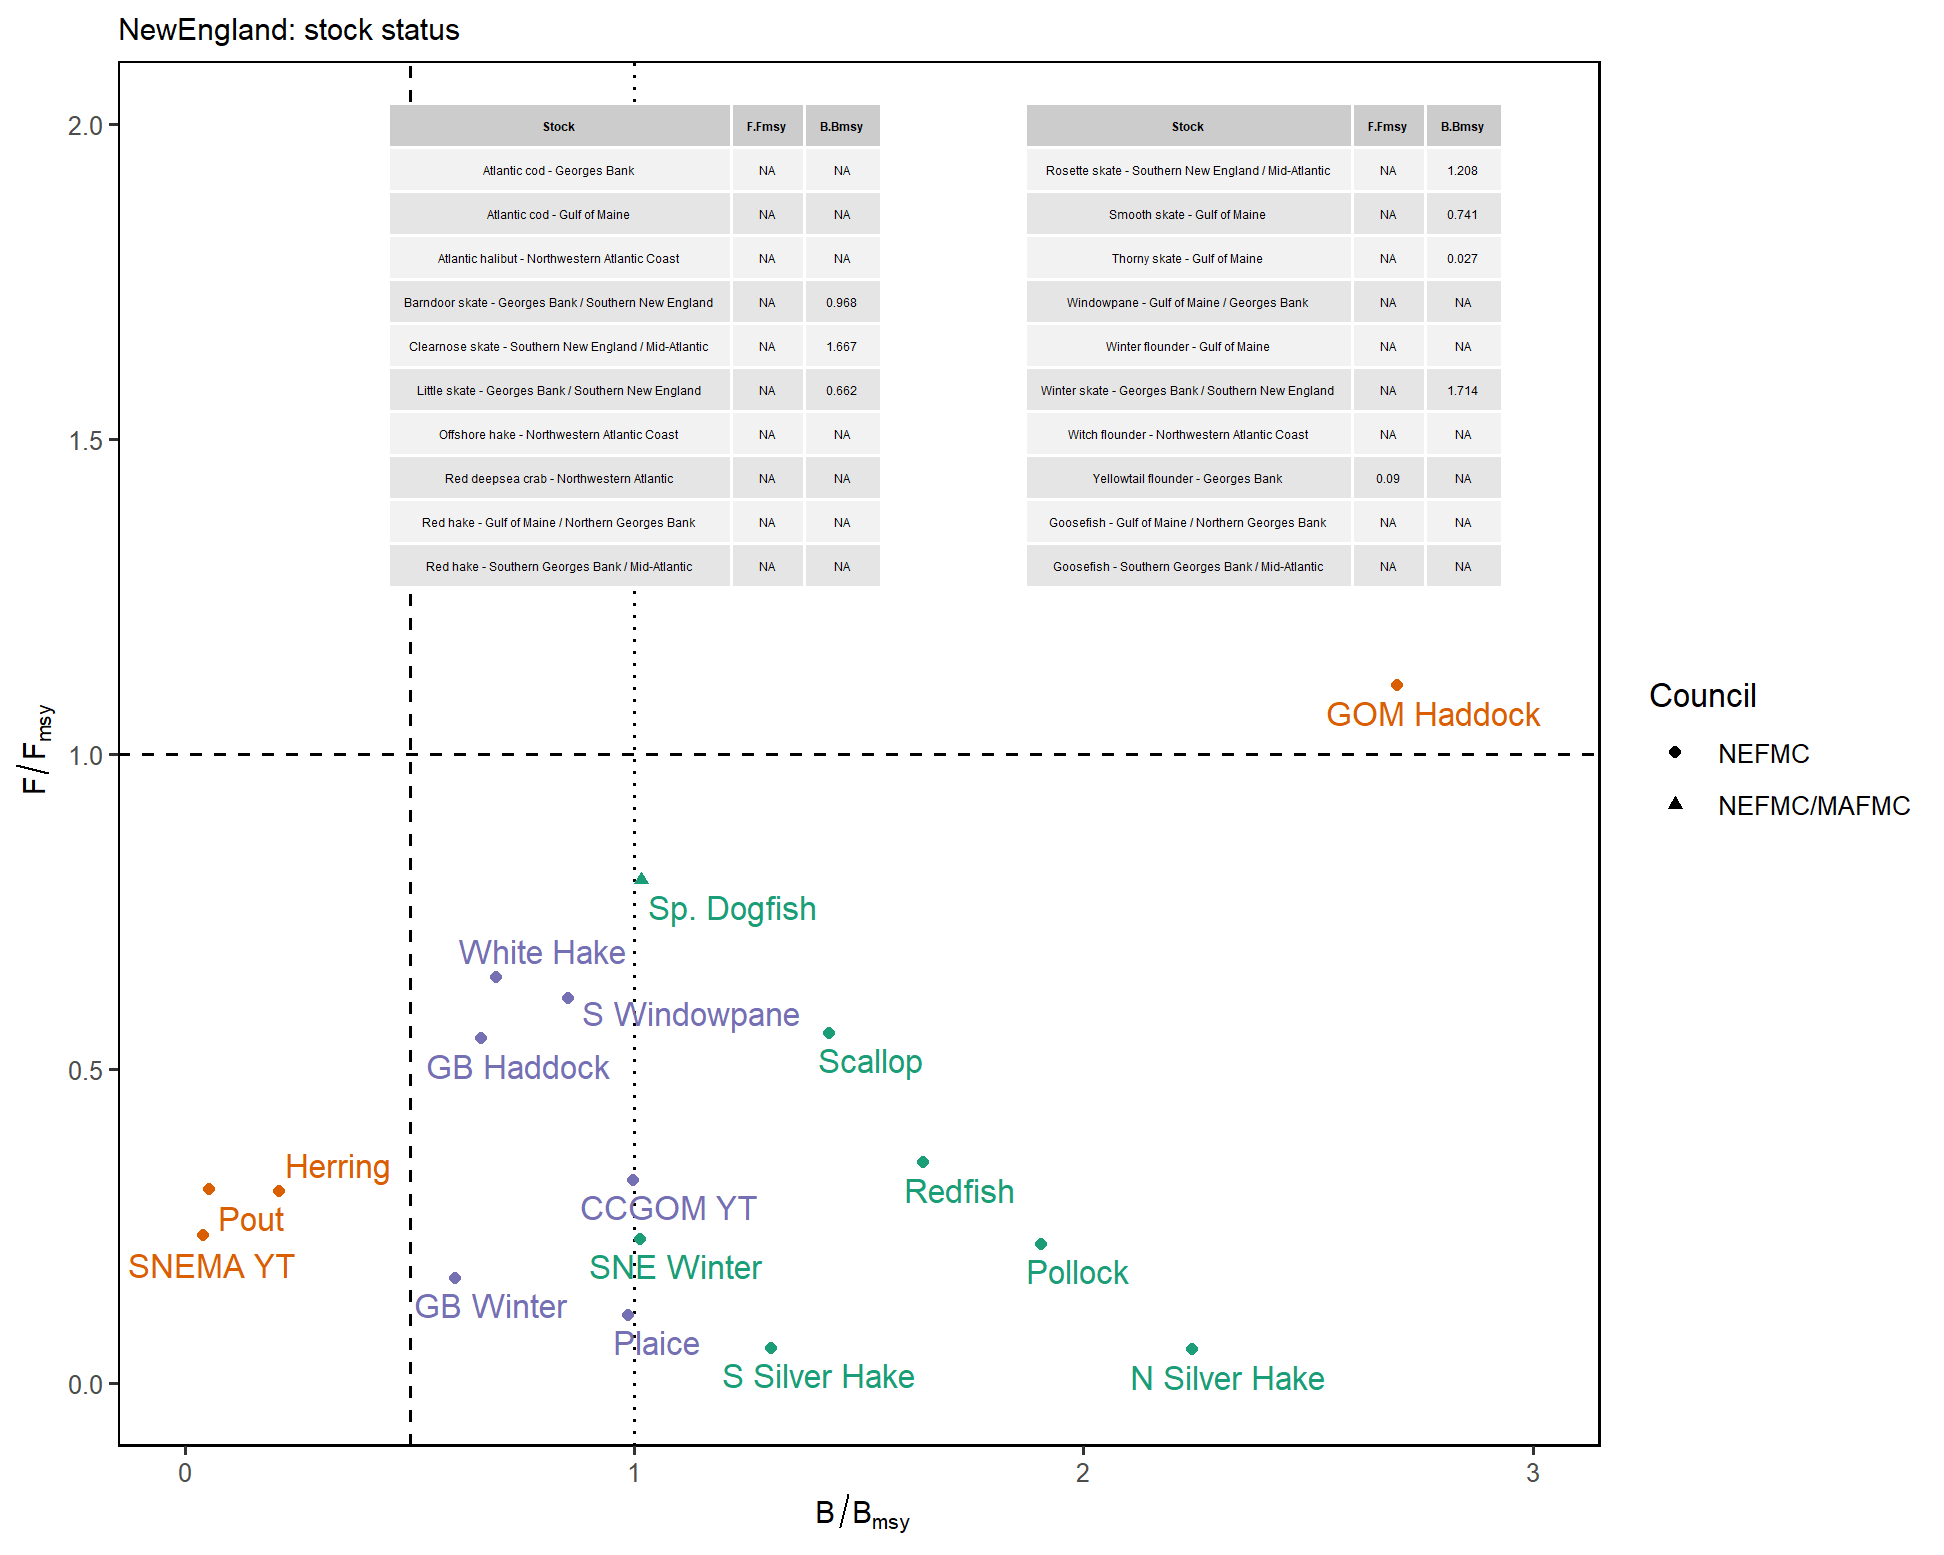 NewEngland: stock status
2.0
1.5
1.0
0.5
0.0
F/Fmsy
Stock F.Fmsy B.Bmsy
Atlantic cod - Georges Bank NA NA
Atlantic cod - Gulf of Maine NA NA
Atlantic halibut - Northwestern Atlantic Coast NA NA
Barndoor skate - Georges Bank / Southern New England NA 0.968
Clearnose skate - Southern New England / Mid-Atlantic NA 1.667
Little skate - Georges Bank / Southern New England NA 0.662
Offshore hake - Northwestern Atlantic Coast NA NA
Red deepsea crab - Northwestern Atlantic NA NA
Red hake - Gulf of Maine / Northern Georges Bank NA NA
Red hake - Southern Georges Bank / Mid-Atlantic NA NA
Stock F.Fmsy B.Bmsy
Rosette skate - Southern New England / Mid-Atlantic NA 1.208
Smooth skate - Gulf of Maine NA 0.741
Thorny skate - Gulf of Maine NA 0.027
Windowpane - Gulf of Maine / Georges Bank NA NA
Winter flounder - Gulf of Maine NA NA
Winter skate - Georges Bank / Southern New England NA 1.714
Witch flounder - Northwestern Atlantic Coast NA NA
Yellowtail flounder - Georges Bank 0.09 NA
Goosefish - Gulf of Maine / Northern Georges Bank NA NA
Goosefish - Southern Georges Bank / Mid-Atlantic NA NA
GOM Haddock
Sp. Dogfish
White Hake
S Windowpane
GB Haddock
Scallop
Herring
Redfish
CCGOM YT
Pout
SNEMA YT
SNE Winter
Pollock
GB Winter
Plaice
S Silver Hake
N Silver Hake
0 1 2 3
B/Bmsy
Council
NEFMC
NEFMC/MAFMC